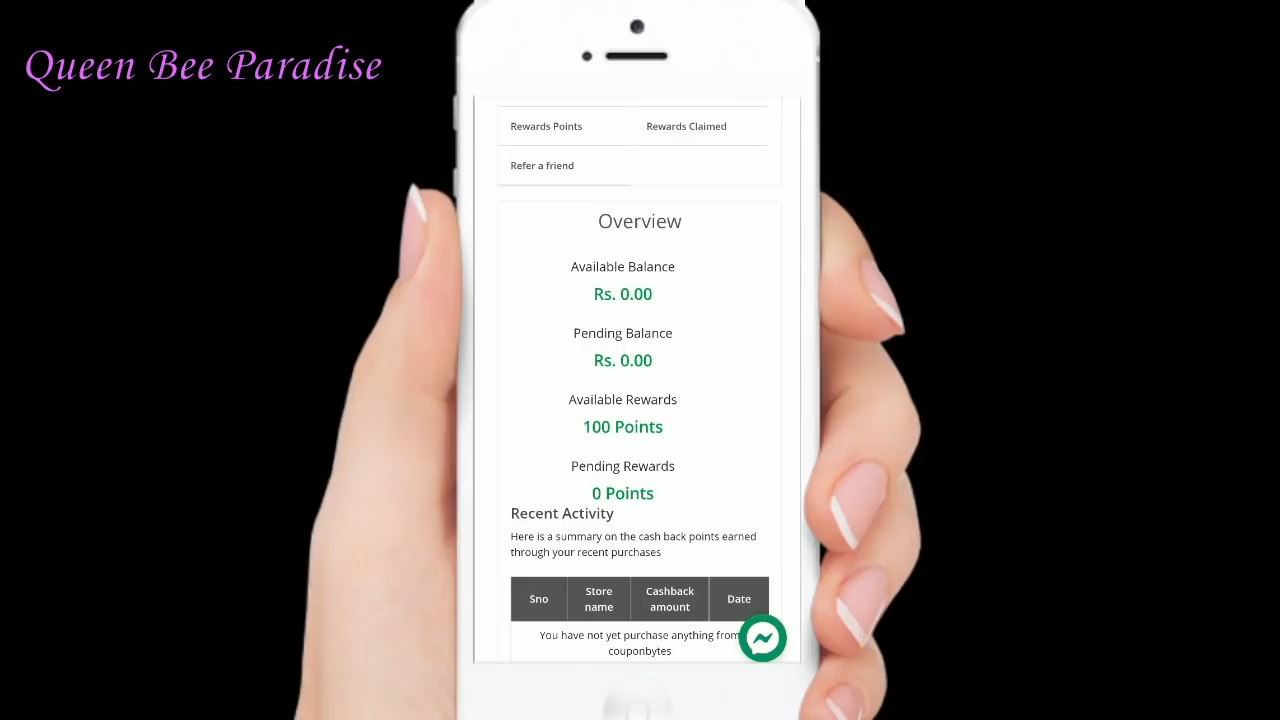 Queen Bee Paradise
Rewards Points
Rewards Claimed
Refer a friend
Overview
Available Balance
Rs. 0.00
Pending Balance
Rs. 0.00
Available Rewards
100 Points
Pending Rewards
0 Points
Recent Activity
Here is a summary on the cash back points earned
through your recent purchases
Sno
Store
name
Cashback
amount
Date
You have not yet purchase anything from
couponbytes